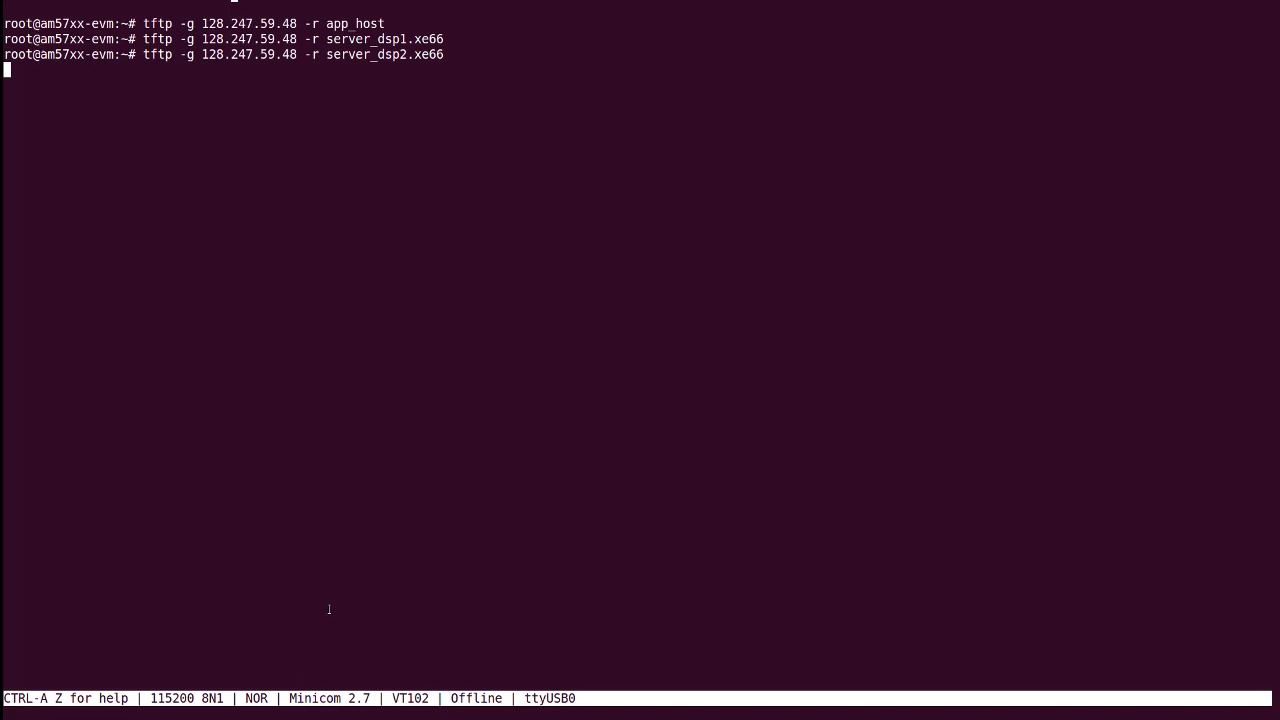 root@am57xx-evm:~# tftp -g 128.247.59.48 -r app_host
root@am57xx-evm:~# tftp -g 128.247.59.48 -r server_dsp1.xe66
root@am57xx-evm:~# tftp -g 128.247.59.48 -r server_dsp2.xe66
CTRL-A Z for help | 115200 8N1 | NOR | Minicom 2.7 | VT102 | Offline | ttyUSB0